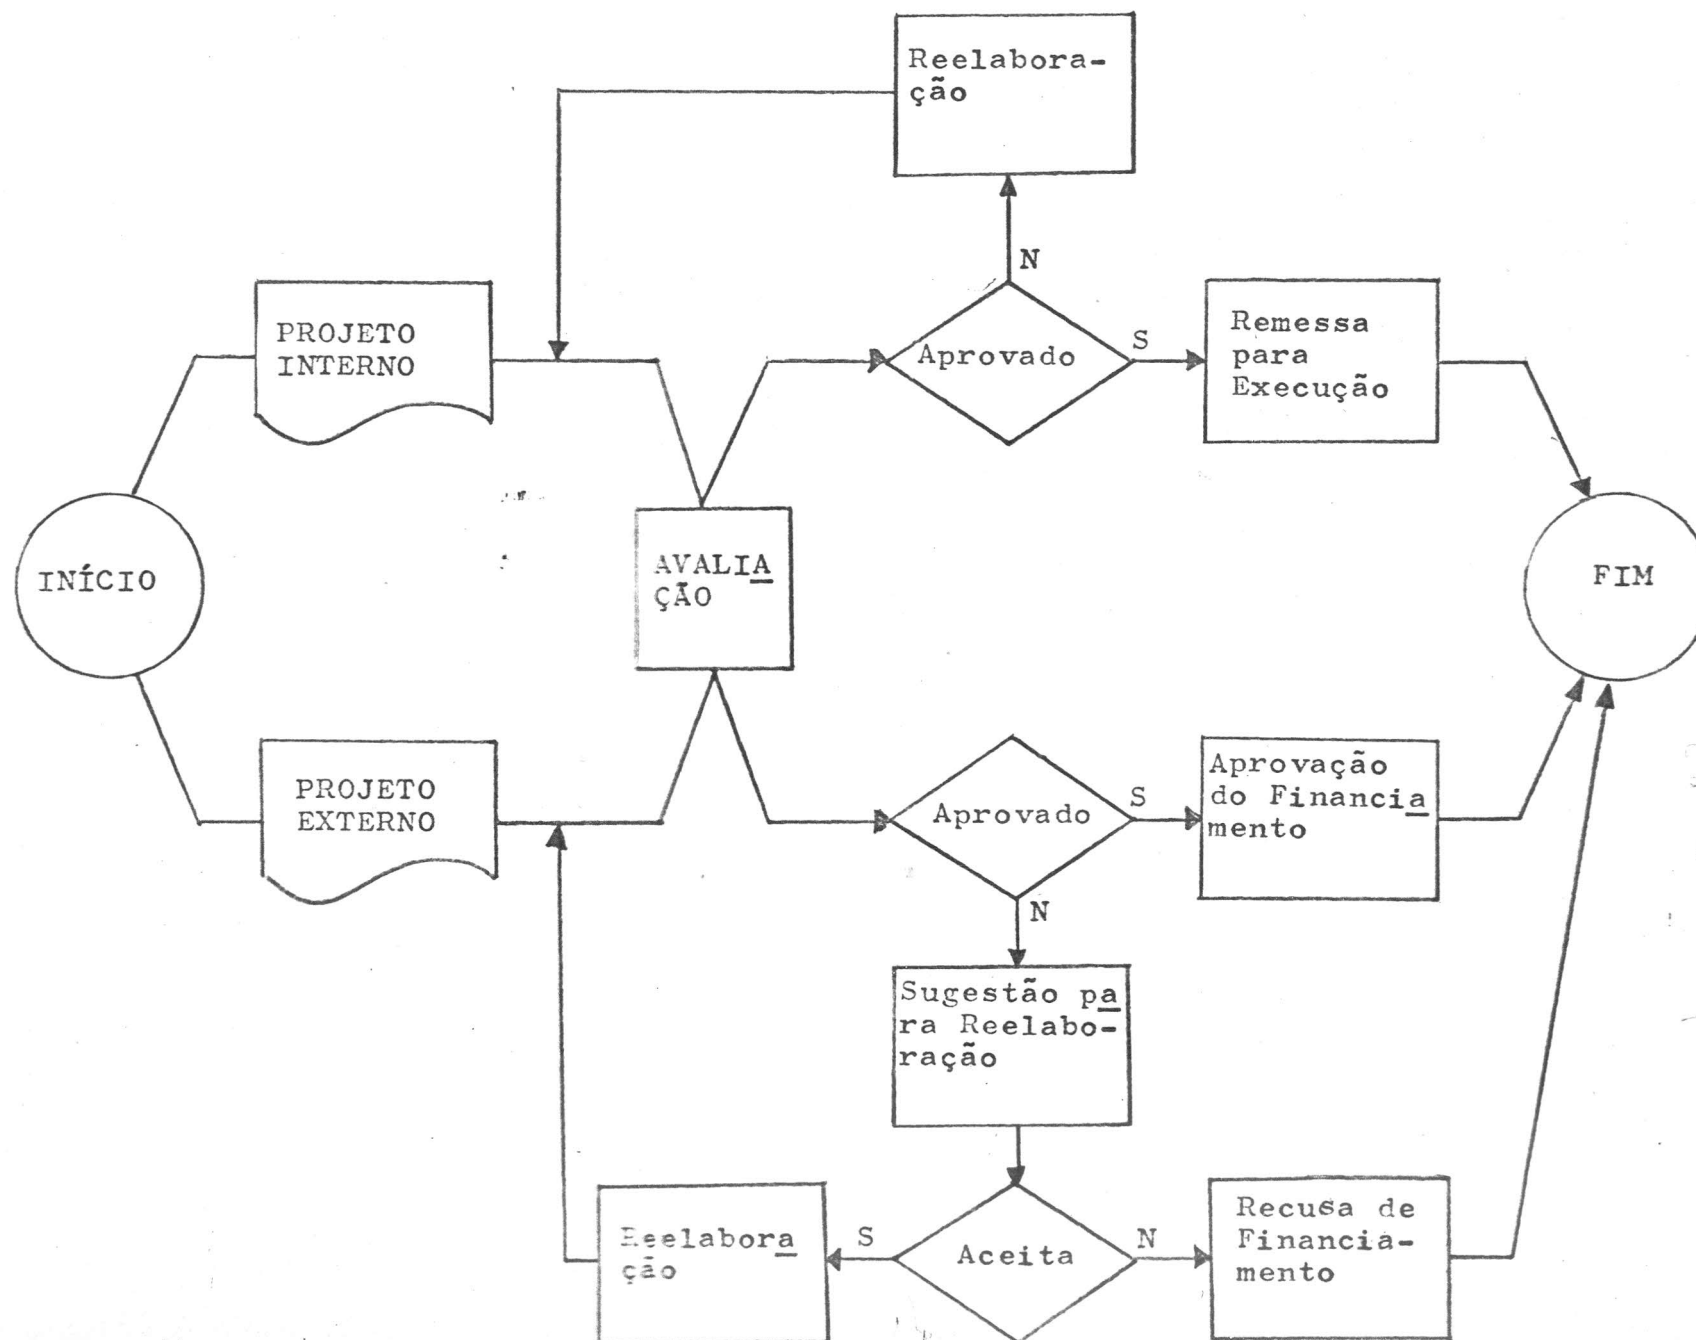 Reelabora-
ção
N
PROJETO
INTERNO
Aprovado
S
Remessa
para
Execução
INÍCIO
AVALIA
ÇÃO
FIM
PROJETO
EXTERNO
Aprovado
S
Aprovação
do Financia
mento
N
Sugestão pa
ra Reelabo-
ração
Reelabora
ção
S
Aceita
N
Recusa de
Financia-
mento